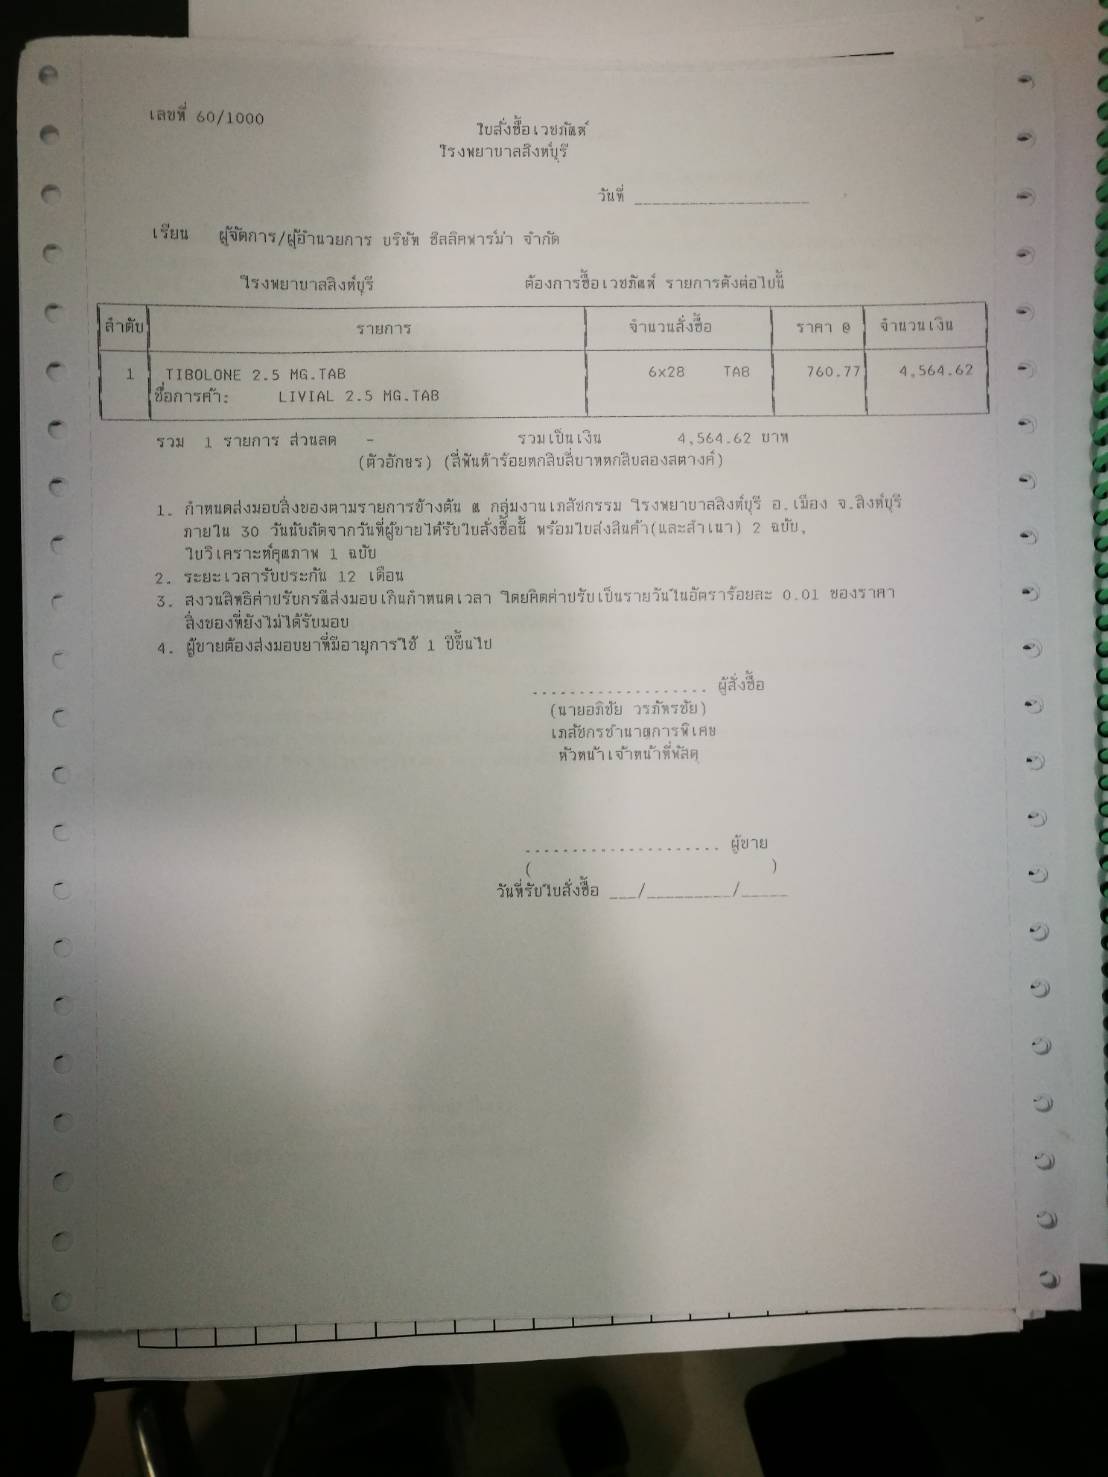 เลขที่ 60/1000
ใบสั่งซื้อเวชภัณฑ์
โรงพยาบาลสิงห์บุรี
วันที่ ____________________
เรียน ผู้จัดการ/ผู้อำนวยการ บริษัท ซิลลิคฟาร์ม่า จำกัด
โรงพยาบาลสิงห์บุรี ต้องการซื้อเวชภัณฑ์ รายการดังต่อไปนี้
ลำดับ รายการ จำนวนสั่งซื้อ ราคา @ จำนวนเงิน
1 TIBOLONE 2.5 MG.TAB 6x28 TAB 760.77 4,564.62
ชื่อการค้า: LIVIAL 2.5 MG.TAB
รวม 1 รายการ ส่วนลด - รวมเป็นเงิน 4,564.62 บาท
(ตัวอักษร) (สี่พันห้าร้อยหกสิบสี่บาทหกสิบสองสตางค์)
1. กำหนดส่งมอบสิ่งของตามรายการข้างต้น ณ กลุ่มงานเภสัชกรรม โรงพยาบาลสิงห์บุรี อ.เมือง จ.สิงห์บุรี
ภายใน 30 วันนับถัดจากวันที่ผู้ขายได้รับใบสั่งซื้อนี้ พร้อมใบส่งสินค้า(และสำเนา) 2 ฉบับ,
ใบวิเคราะห์คุณภาพ 1 ฉบับ
2. ระยะเวลารับประกัน 12 เดือน
3. สงวนสิทธิค่าปรับกรณีส่งมอบเกินกำหนดเวลา โดยคิดค่าปรับเป็นรายวันในอัตราร้อยละ 0.01 ของราคา
สิ่งของที่ยังไม่ได้รับมอบ
4. ผู้ขายต้องส่งมอบยาที่มีอายุการใช้ 1 ปีขึ้นไป
.................... ผู้สั่งซื้อ
(นายอภิชัย วรภัทรชัย)
เภสัชกรชำนาญการพิเศษ
หัวหน้าเจ้าหน้าที่พัสดุ
..................... ผู้ขาย
( )
วันที่รับใบสั่งซื้อ ___/_________/_____